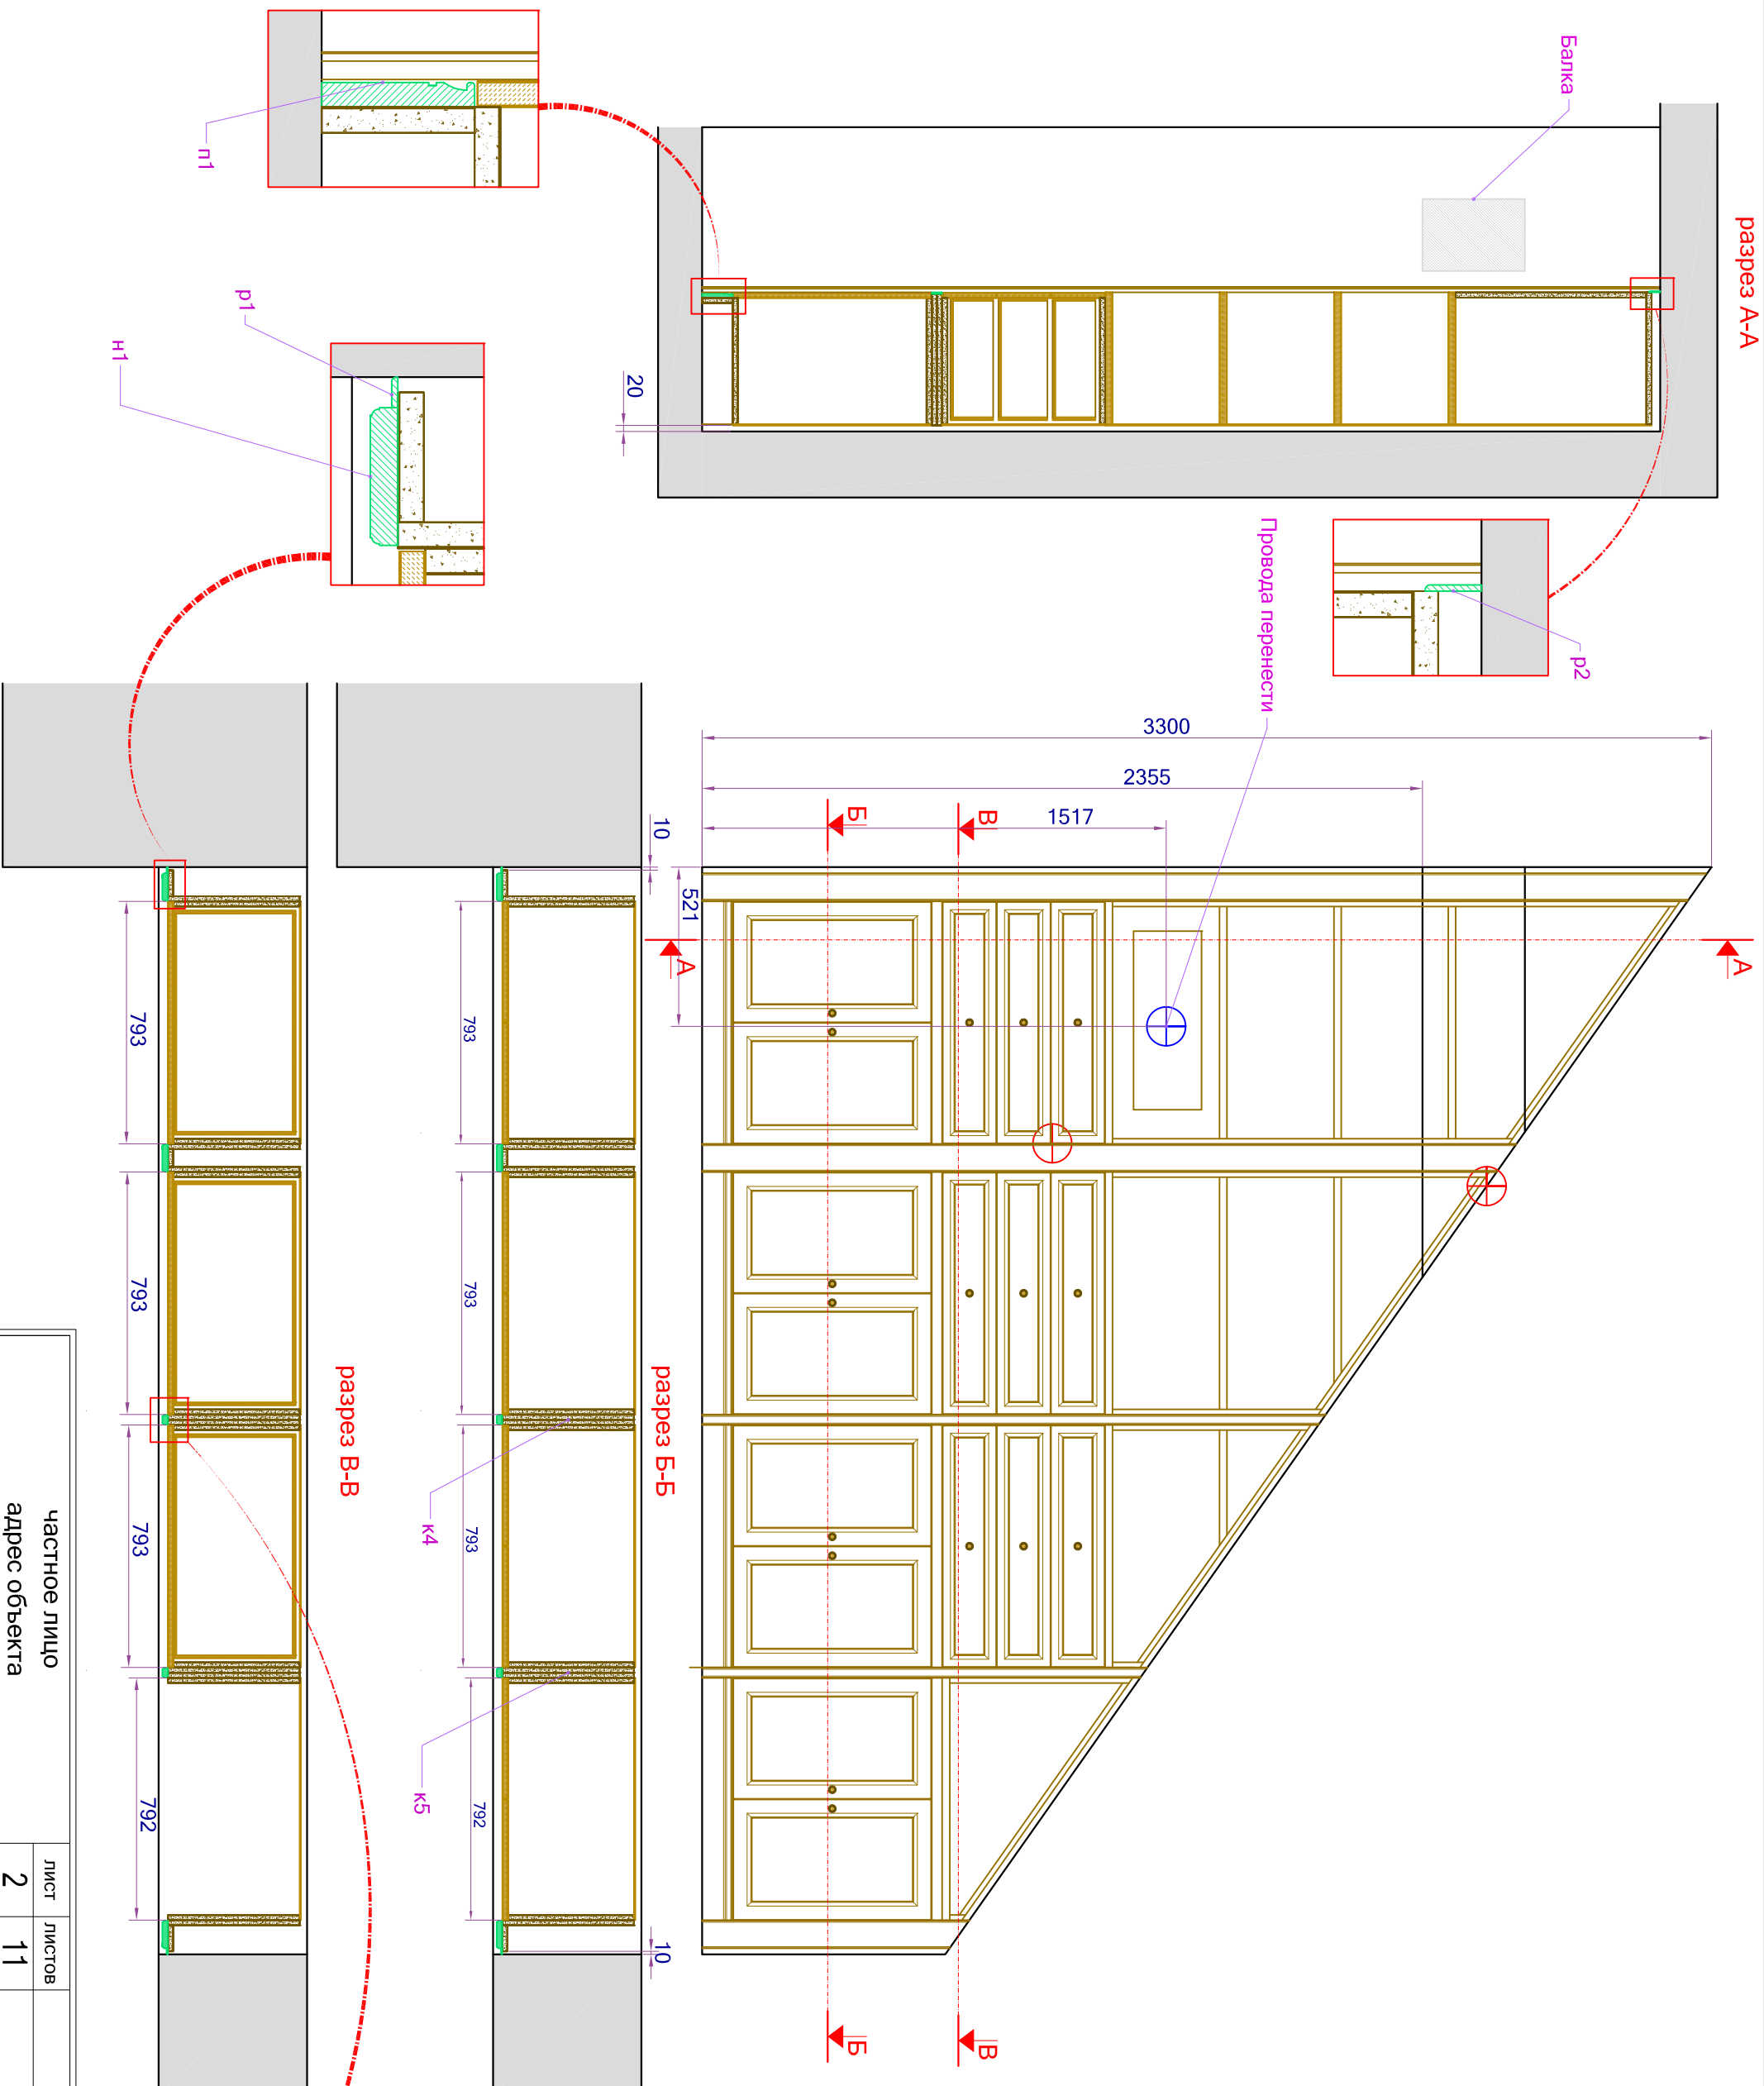 разрез А-А
Балка
п1
20
р1
н1
р2
Провода перенести
3300
2355
1517
521
10
Б
В
А
А
Б
В
разрез Б-Б
793
793
793
792
10
к4
к5
разрез В-В
793
793
793
792
частное лицо
адрес объекта
лист
листов
2
11